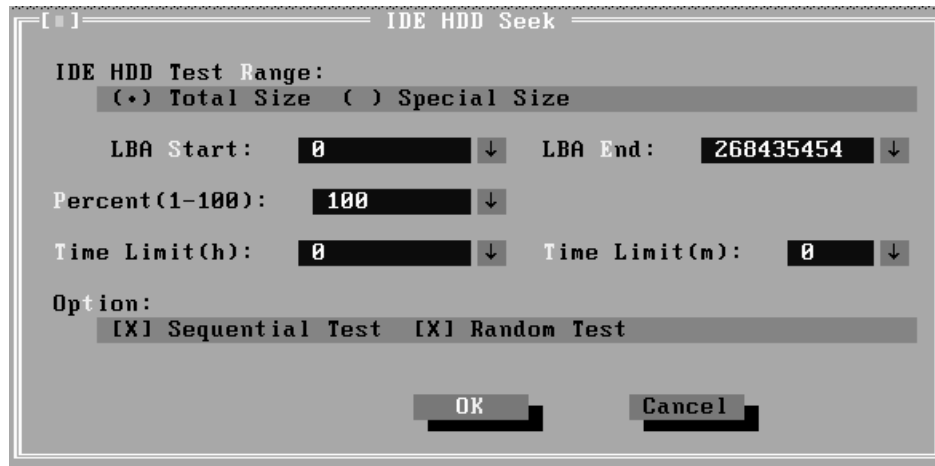 [■] IDE HDD Seek
IDE HDD Test Range:
(•) Total Size ( ) Special Size
LBA Start: 0 ↓ LBA End: 268435454 ↓
Percent(1-100): 100 ↓
Time Limit(h): 0 ↓ Time Limit(m): 0 ↓
Option:
[X] Sequential Test [X] Random Test
OK Cancel